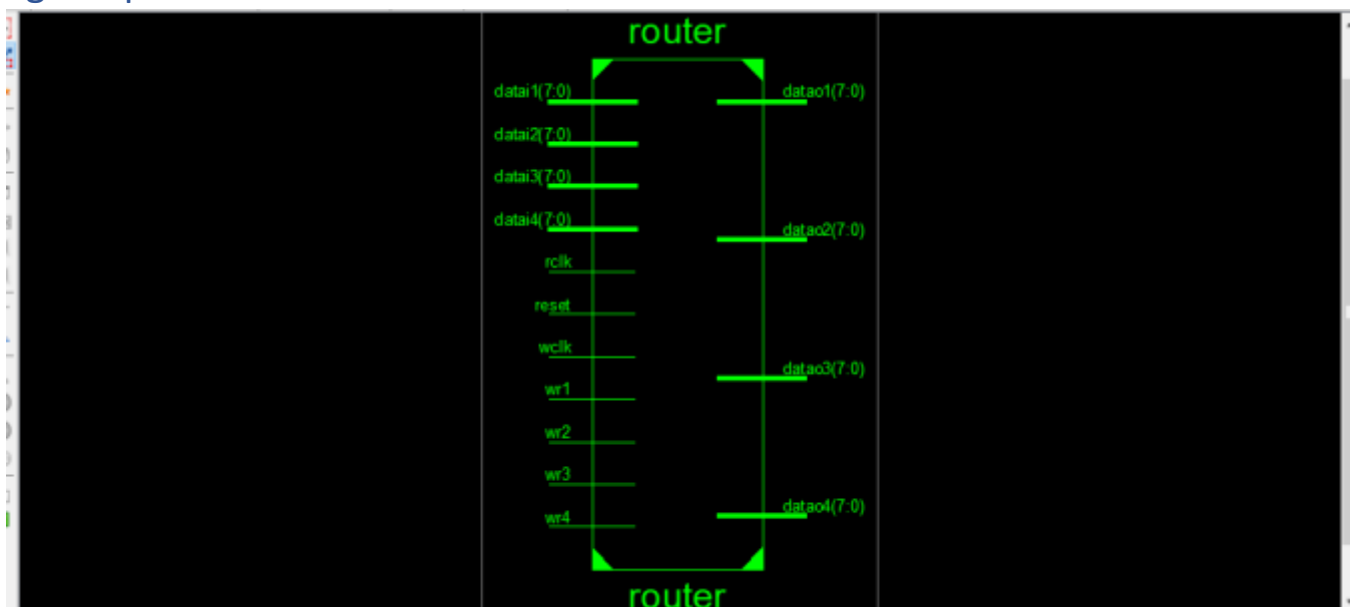 router
datai1(7:0)
datai2(7:0)
datai3(7:0)
datai4(7:0)
rclk
reset
wclk
wr1
wr2
wr3
wr4
datao1(7:0)
datao2(7:0)
datao3(7:0)
datao4(7:0)
router